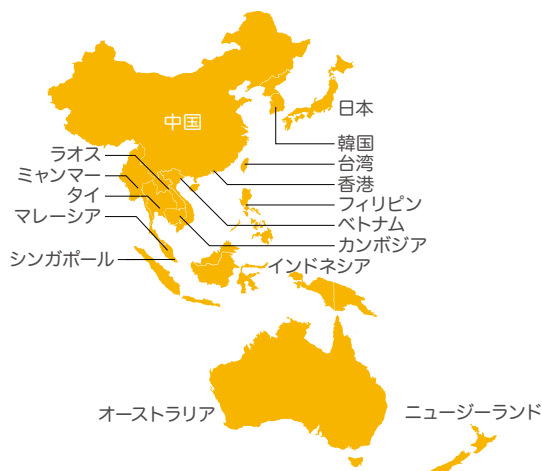 中国
日本
韓国
台湾
香港
フィリピン
ベトナム
カンボジア
ラオス
ミャンマー
タイ
マレーシア
シンガポール
インドネシア
オーストラリア
ニュージーランド